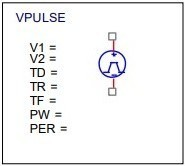 VPULSE
V1 =
V2 =
TD =
TR =
TF =
PW =
PER =